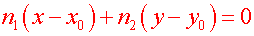 n₁(x − x₀) + n₂(y − y₀) = 0